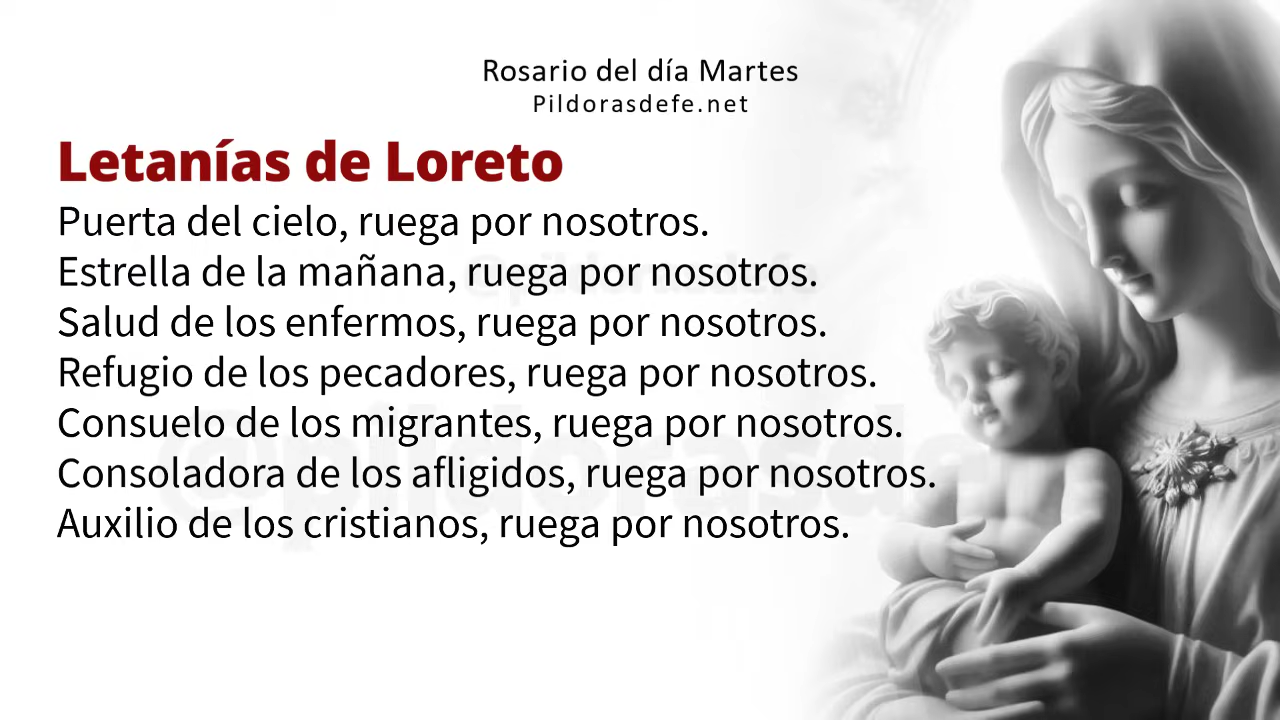 Rosario del día Martes
Pildorasdefe.net
Letanías de Loreto
Puerta del cielo, ruega por nosotros.
Estrella de la mañana, ruega por nosotros.
Salud de los enfermos, ruega por nosotros.
Refugio de los pecadores, ruega por nosotros.
Consuelo de los migrantes, ruega por nosotros.
Consoladora de los afligidos, ruega por nosotros.
Auxilio de los cristianos, ruega por nosotros.